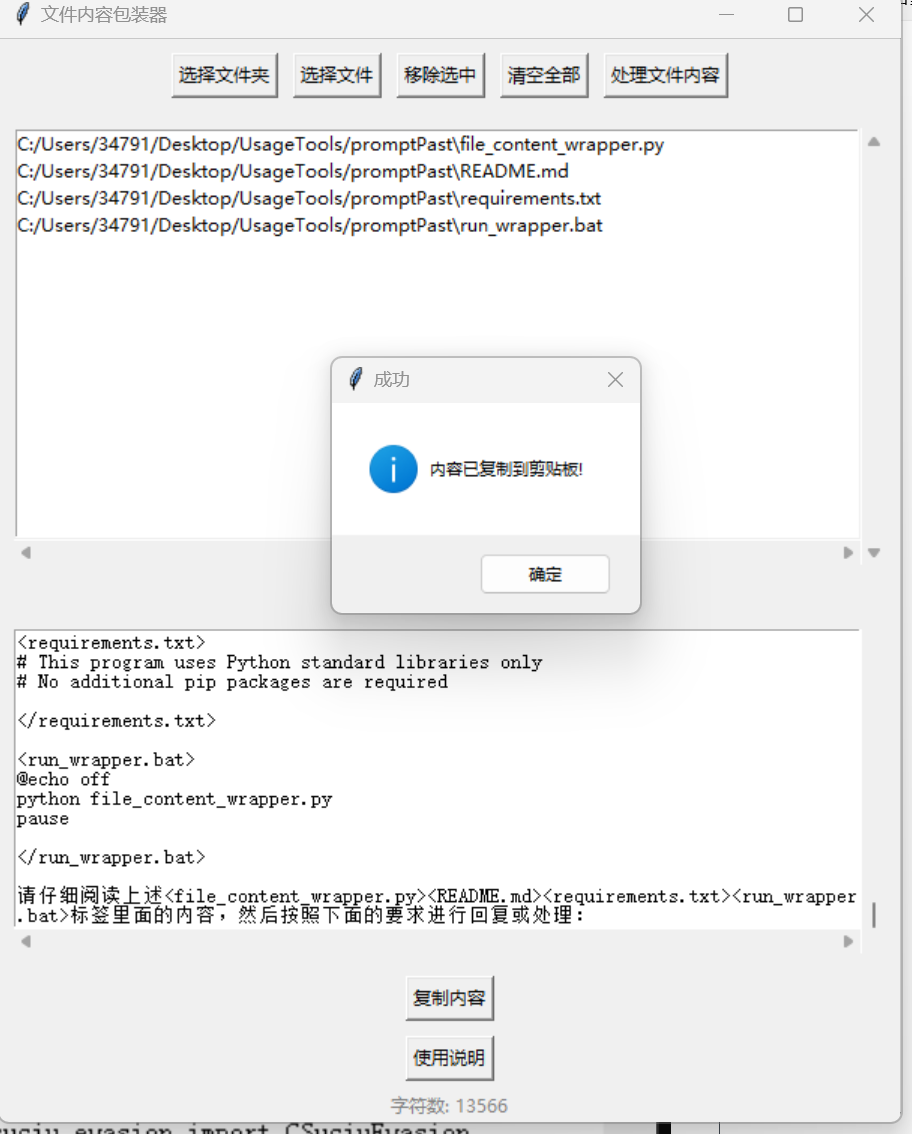 文件内容包装器
选择文件夹 选择文件 移除选中 清空全部 处理文件内容
C:/Users/34791/Desktop/UsageTools/promptPast\file_content_wrapper.py
C:/Users/34791/Desktop/UsageTools/promptPast\README.md
C:/Users/34791/Desktop/UsageTools/promptPast\requirements.txt
C:/Users/34791/Desktop/UsageTools/promptPast\run_wrapper.bat
成功
内容已复制到剪贴板!
确定
<requirements.txt>
# This program uses Python standard libraries only
# No additional pip packages are required
</requirements.txt>
<run_wrapper.bat>
@echo off
python file_content_wrapper.py
pause
</run_wrapper.bat>
请仔细阅读上述<file_content_wrapper.py><README.md><requirements.txt><run_wrapper
.bat>标签里面的内容，然后按照下面的要求进行回复或处理：
复制内容
使用说明
字符数: 13566